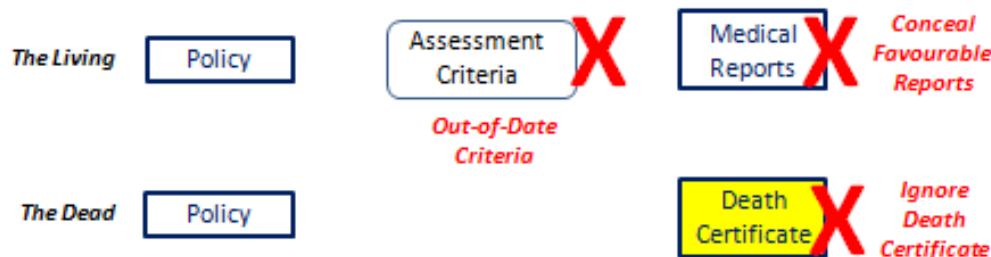 The Living
Policy
Assessment
Criteria
X
Medical
Reports
X
Conceal
Favourable
Reports
Out-of-Date
Criteria
The Dead
Policy
Death
Certificate
X
Ignore
Death
Certificate